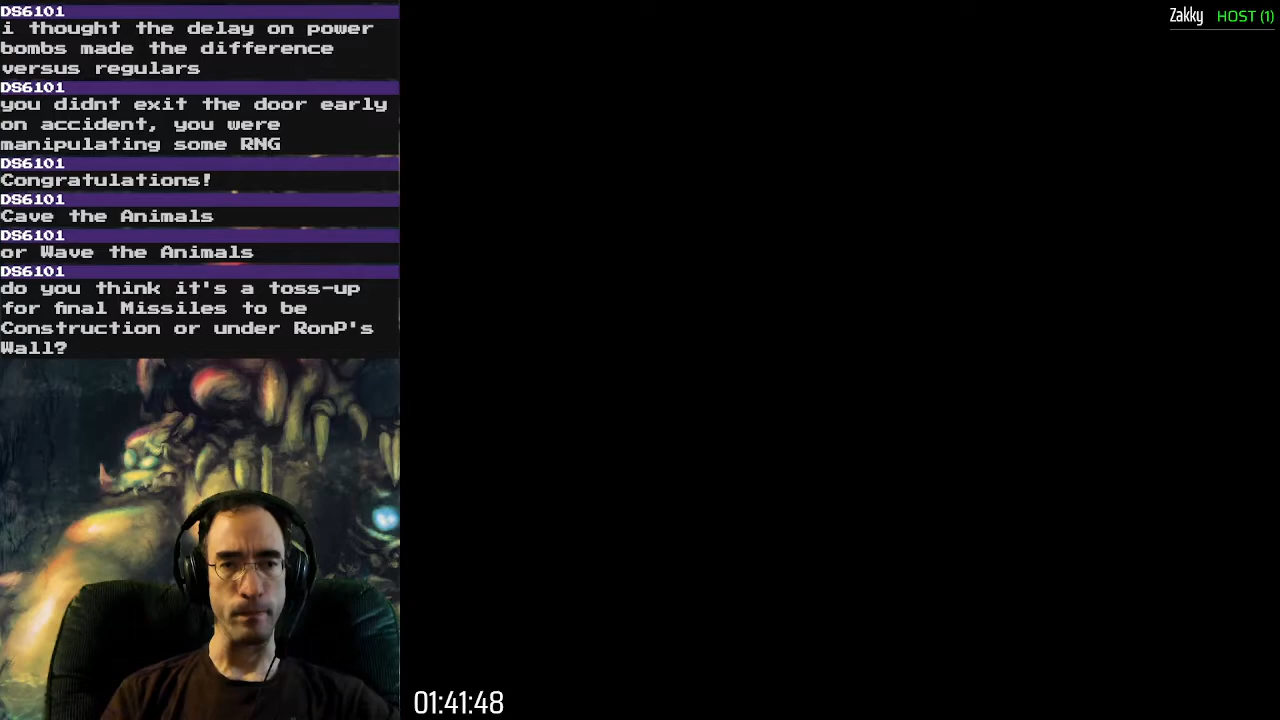 DS6101
i thought the delay on power
bombs made the difference
versus regulars
DS6101
you didnt exit the door early
on accident, you were
manipulating some RNG
DS6101
Congratulations!
DS6101
Cave the Animals
DS6101
or Wave the Animals
DS6101
do you think it's a toss-up
for final Missiles to be
Construction or under RonP's
Wall?
Zakky HOST (1)
01:41:48